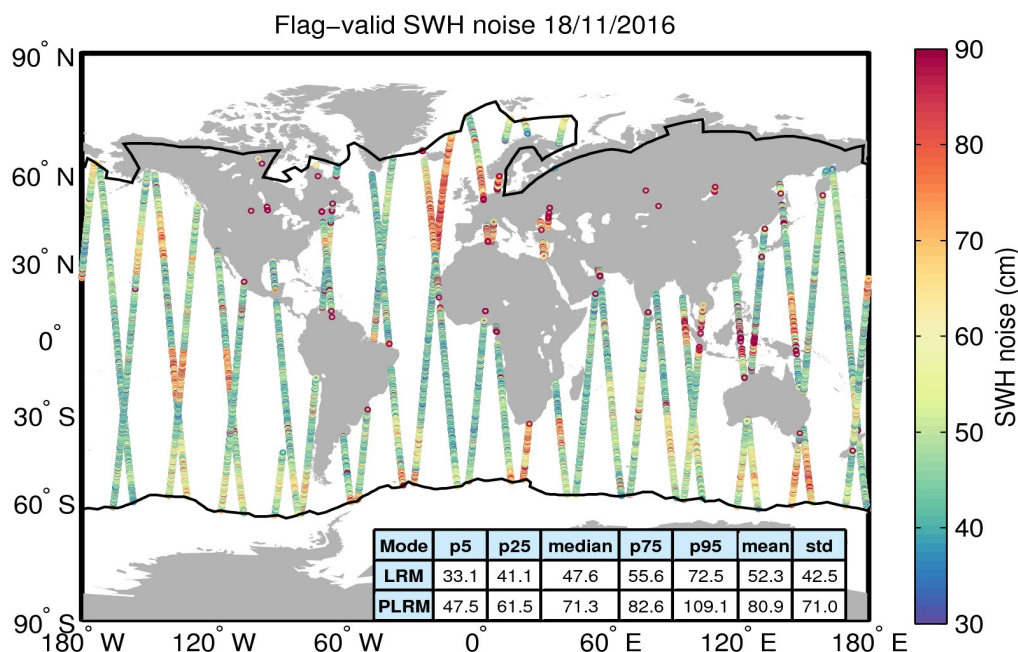 Flag−valid SWH noise 18/11/2016
90° N
60° N
30° N
0°
30° S
60° S
90° S
180° W 120° W 60° W 0° 60° E 120° E 180° E
Mode p5 p25 median p75 p95 mean std
LRM 33.1 41.1 47.6 55.6 72.5 52.3 42.5
PLRM 47.5 61.5 71.3 82.6 109.1 80.9 71.0
90
80
70
60
50
40
30
SWH noise (cm)